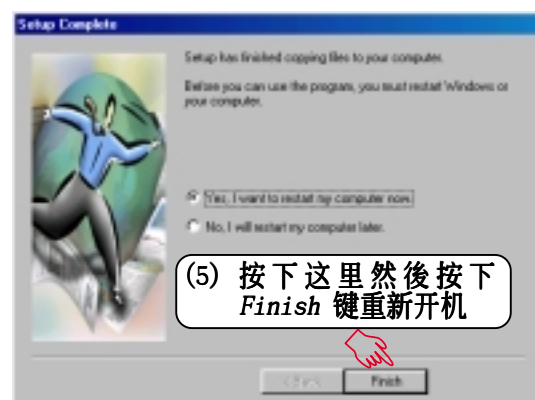 Setup Complete
Setup has finished copying files to your computer.
Before you can use the program, you must restart Windows or
your computer.
Yes, I want to restart my computer now.
No, I will restart my computer later.
(5) 按下这里然後按下
Finish 键重新开机
< Back
Finish